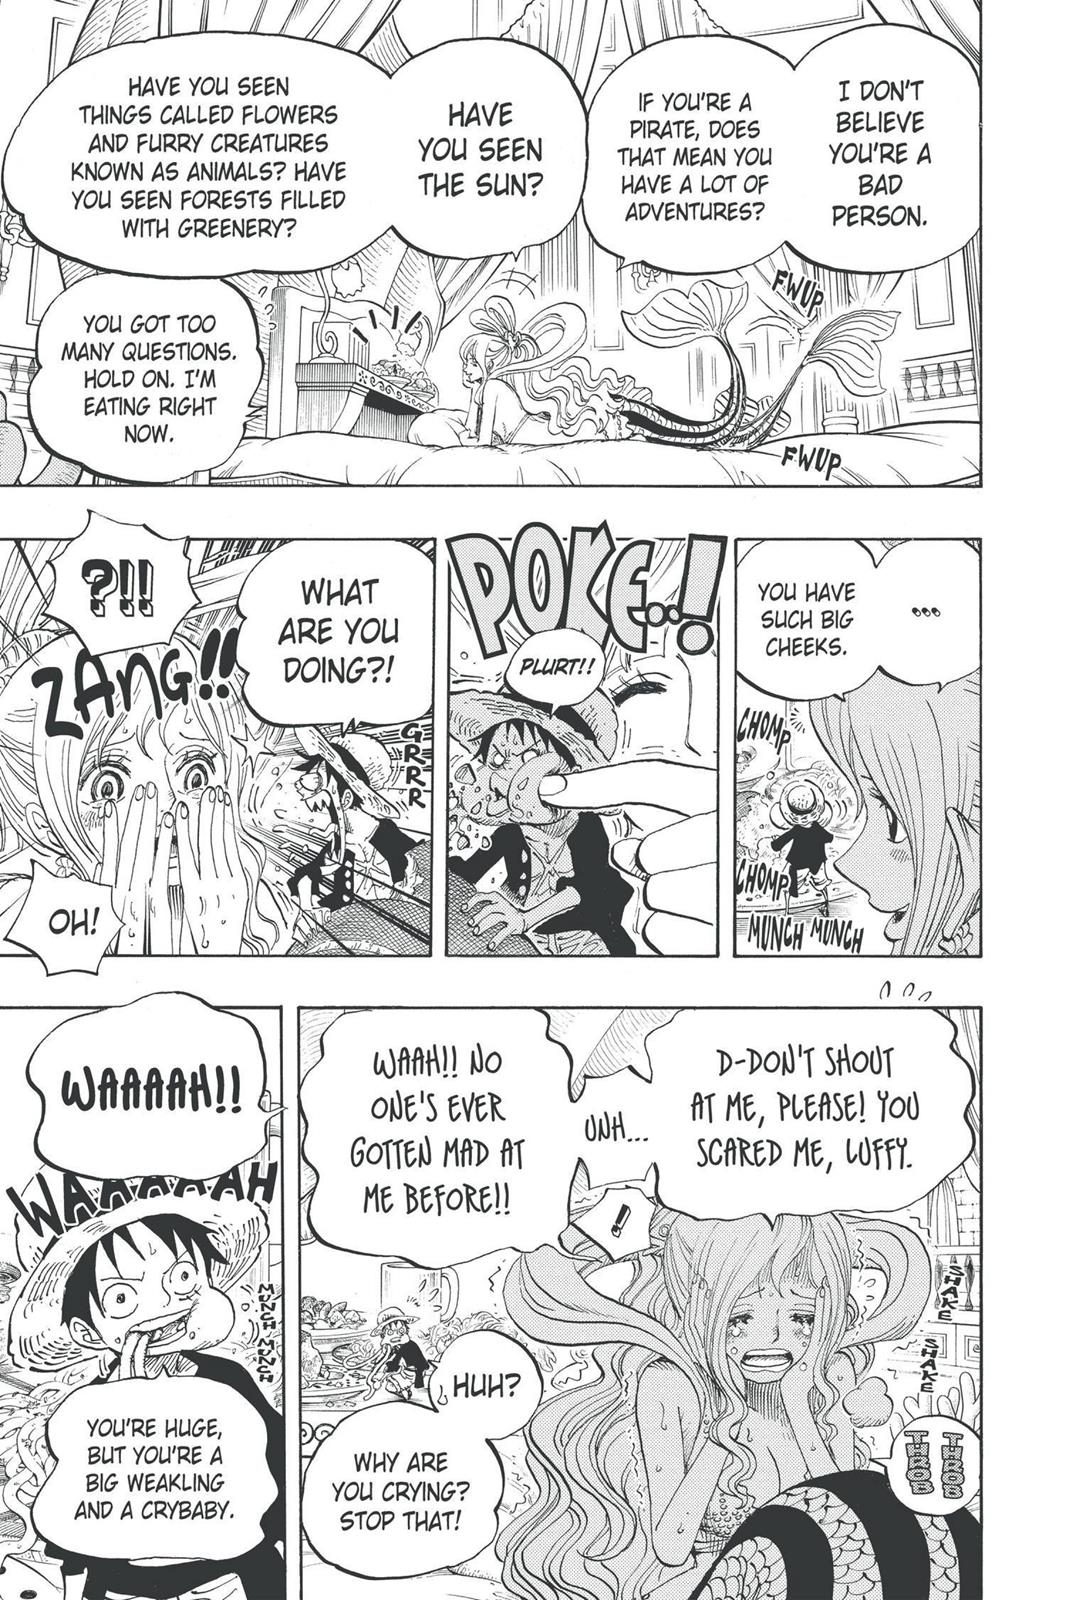 I DON'T
BELIEVE
YOU'RE A
BAD
PERSON.
IF YOU'RE A
PIRATE, DOES
THAT MEAN YOU
HAVE A LOT OF
ADVENTURES?
HAVE
YOU SEEN
THE SUN?
HAVE YOU SEEN
THINGS CALLED FLOWERS
AND FURRY CREATURES
KNOWN AS ANIMALS? HAVE
YOU SEEN FORESTS FILLED
WITH GREENERY?
FWUP
FWUP
YOU GOT TOO
MANY QUESTIONS.
HOLD ON. I'M
EATING RIGHT
NOW.
...
YOU HAVE
SUCH BIG
CHEEKS.
CHOMP
CHOMP
MUNCH MUNCH
POKE..!
PLURT!!
WHAT
ARE YOU
DOING?!
GRRR
?!!
ZANG!!
OH!
D-DON'T SHOUT
AT ME, PLEASE! YOU
SCARED ME, LUFFY.
UNH...
!
WAAH!! NO
ONE'S EVER
GOTTEN MAD AT
ME BEFORE!!
SHAKE
SHAKE
THROB
THROB
HUH?
WHY ARE
YOU CRYING?
STOP THAT!
WAAAAH!!
WAAAAAAH
MUNCH MUNCH
YOU'RE HUGE,
BUT YOU'RE A
BIG WEAKLING
AND A CRYBABY.